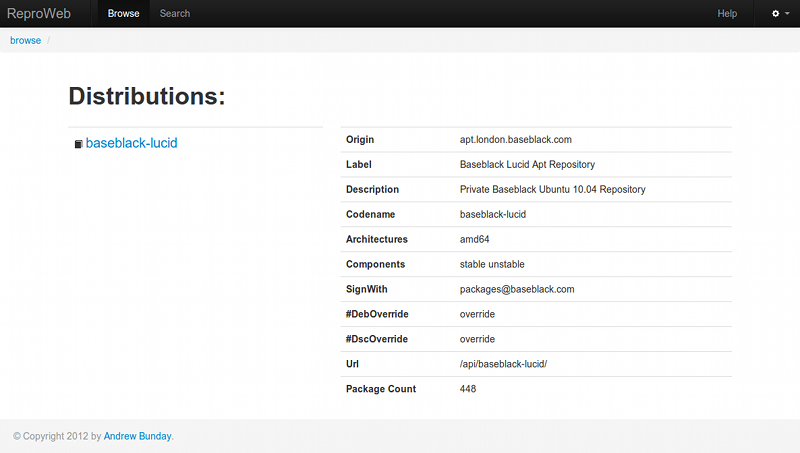 ReproWeb Browse Search Help
browse /
Distributions:
baseblack-lucid
Origin apt.london.baseblack.com
Label Baseblack Lucid Apt Repository
Description Private Baseblack Ubuntu 10.04 Repository
Codename baseblack-lucid
Architectures amd64
Components stable unstable
SignWith packages@baseblack.com
#DebOverride override
#DscOverride override
Url /api/baseblack-lucid/
Package Count 448
© Copyright 2012 by Andrew Bunday.